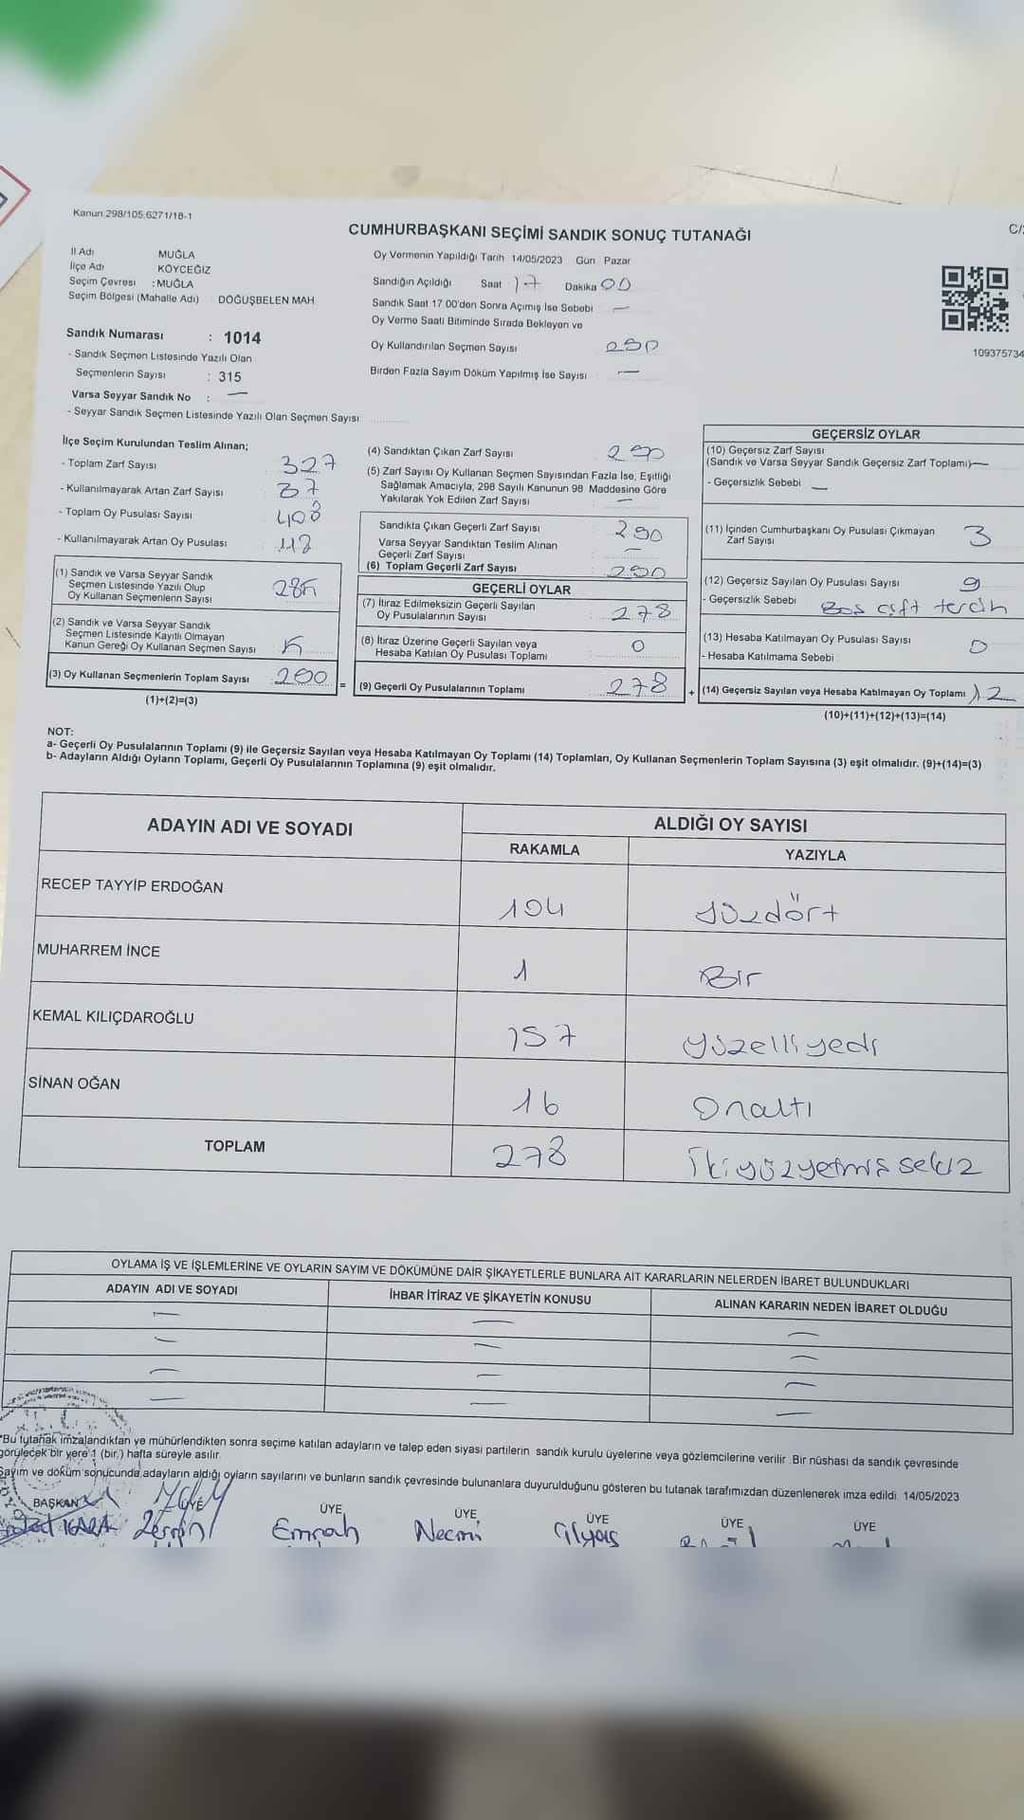 Kanun 298/105,6271/18-1
CUMHURBAŞKANI SEÇİMİ SANDIK SONUÇ TUTANAĞI
C/
İl Adı MUĞLA
İlçe Adı KÖYCEĞİZ
Seçim Çevresi : MUĞLA
Seçim Bölgesi (Mahalle Adı) DÖĞÜŞBELEN MAH
Sandık Numarası : 1014
- Sandık Seçmen Listesinde Yazılı Olan
Seçmenlerin Sayısı : 315
Varsa Seyyar Sandık No : —
- Seyyar Sandık Seçmen Listesinde Yazılı Olan Seçmen Sayısı
Oy Vermenin Yapıldığı Tarih 14/05/2023 Gün Pazar
Sandığın Açıldığı Saat 17 Dakika 00
Sandık Saat 17 00'den Sonra Açımış İse Sebebi —
Oy Verme Saati Bitiminde Sırada Bekleyen ve
Oy Kullandırılan Seçmen Sayısı 290
Birden Fazla Sayım Döküm Yapılmış İse Sayısı —
109375734
İlçe Seçim Kurulundan Teslim Alınan;
- Toplam Zarf Sayısı 327
- Kullanılmayarak Artan Zarf Sayısı 37
- Toplam Oy Pusulası Sayısı 408
- Kullanılmayarak Artan Oy Pusulası
(1) Sandık ve Varsa Seyyar Sandık
Seçmen Listesinde Yazılı Olup
Oy Kullanan Seçmenlerin Sayısı 285
(2) Sandık ve Varsa Seyyar Sandık
Seçmen Listesinde Kayıtlı Olmayan
Kanun Gereği Oy Kullanan Seçmen Sayısı 5
(3) Oy Kullanan Seçmenlerin Toplam Sayısı 290
(1)+(2)=(3)
(4) Sandıktan Çıkan Zarf Sayısı 290
(5) Zarf Sayısı Oy Kullanan Seçmen Sayısından Fazla İse, Eşitliği
Sağlamak Amacıyla, 298 Sayılı Kanunun 98 Maddesine Göre
Yakılarak Yok Edilen Zarf Sayısı —
Sandıkta Çıkan Geçerli Zarf Sayısı 290
Varsa Seyyar Sandıktan Teslim Alınan
Geçerli Zarf Sayısı —
(6) Toplam Geçerli Zarf Sayısı 290
GEÇERLİ OYLAR
(7) İtiraz Edilmeksizin Geçerli Sayılan
Oy Pusulalarının Sayısı 278
(8) İtiraz Üzerine Geçerli Sayılan veya
Hesaba Katılan Oy Pusulası Toplamı 0
= (9) Geçerli Oy Pusulalarının Toplamı 278
GEÇERSİZ OYLAR
(10) Geçersiz Zarf Sayısı
(Sandık ve Varsa Seyyar Sandık Geçersiz Zarf Toplamı) —
- Geçersizlik Sebebi —
(11) İçinden Cumhurbaşkanı Oy Pusulası Çıkmayan
Zarf Sayısı 3
(12) Geçersiz Sayılan Oy Pusulası Sayısı 9
- Geçersizlik Sebebi Boş çift tercih
(13) Hesaba Katılmayan Oy Pusulası Sayısı 0
- Hesaba Katılmama Sebebi
+ (14) Geçersiz Sayılan veya Hesaba Katılmayan Oy Toplamı 12
(10)+(11)+(12)+(13)=(14)
NOT:
a- Geçerli Oy Pusulalarının Toplamı (9) ile Geçersiz Sayılan veya Hesaba Katılmayan Oy Toplamı (14) Toplamları, Oy Kullanan Seçmenlerin Toplam Sayısına (3) eşit olmalıdır. (9)+(14)=(3)
b- Adayların Aldığı Oyların Toplamı, Geçerli Oy Pusulalarının Toplamına (9) eşit olmalıdır.
ADAYIN ADI VE SOYADI ALDIĞI OY SAYISI
RAKAMLA YAZIYLA
RECEP TAYYİP ERDOĞAN 104 yüzdört
MUHARREM İNCE 1 Bir
KEMAL KILIÇDAROĞLU 157 yüzelliyedi
SİNAN OĞAN 16 Onaltı
TOPLAM 278 İkiyüzyetmişsekiz
OYLAMA İŞ VE İŞLEMLERİNE VE OYLARIN SAYIM VE DÖKÜMÜNE DAİR ŞİKAYETLERLE BUNLARA AİT KARARLARIN NELERDEN İBARET BULUNDUKLARI
ADAYIN ADI VE SOYADI İHBAR İTİRAZ VE ŞİKAYETİN KONUSU ALINAN KARARIN NEDEN İBARET OLDUĞU
— — —
— — —
— — —
— — —
*Bu tutanak imzalandıktan ve mühürlendikten sonra seçime katılan adayların ve talep eden siyasi partilerin sandık kurulu üyelerine veya gözlemcilerine verilir Bir nüshası da sandık çevresinde
görülecek bir yere 1 (bir) hafta süreyle asılır
Sayım ve döküm sonucunda adayların aldığı oyların sayılarını ve bunların sandık çevresinde bulunanlara duyurulduğunu gösteren bu tutanak tarafımızdan düzenlenerek imza edildi 14/05/2023
BAŞKAN ÜYE ÜYE ÜYE ÜYE ÜYE ÜYE
KARA Emrah Necmi İlyas